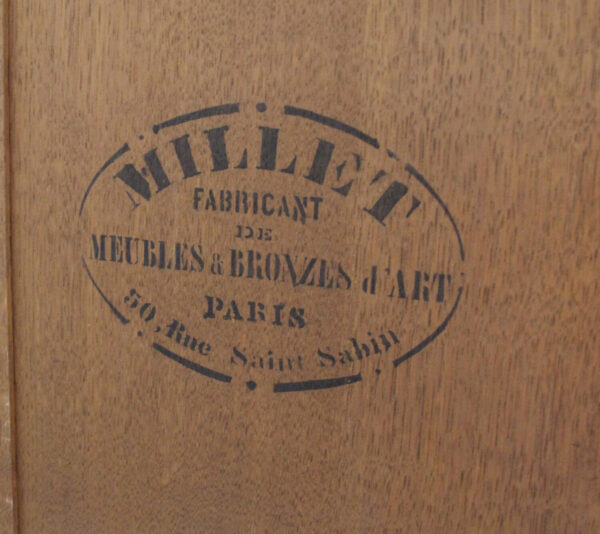 MILLET
FABRICANT
DE
MEUBLES & BRONZES d'ART
PARIS
50, Rue Saint Sabin